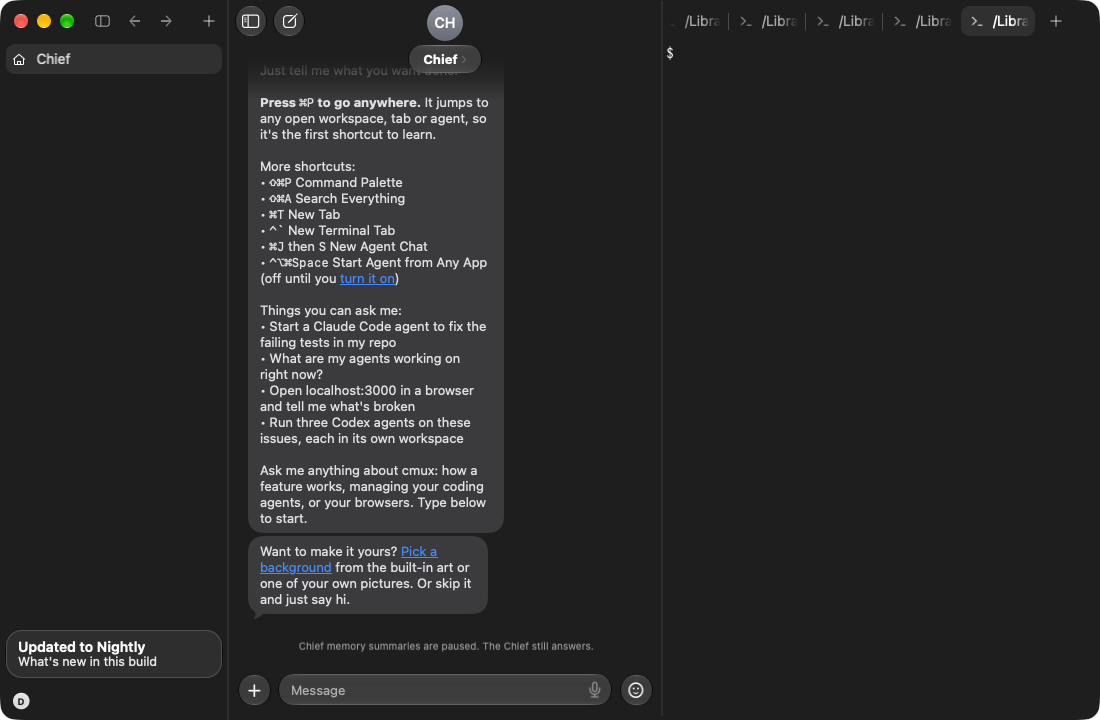 Chief
Updated to Nightly
What's new in this build
D
CH
Chief
Just tell me what you want done.
Press ⌘P to go anywhere. It jumps to
any open workspace, tab or agent, so
it's the first shortcut to learn.
More shortcuts:
• ⇧⌘P Command Palette
• ⇧⌘A Search Everything
• ⌘T New Tab
• ^` New Terminal Tab
• ⌘J then S New Agent Chat
• ^⌥⌘Space Start Agent from Any App
(off until you turn it on)
Things you can ask me:
• Start a Claude Code agent to fix the
failing tests in my repo
• What are my agents working on
right now?
• Open localhost:3000 in a browser
and tell me what's broken
• Run three Codex agents on these
issues, each in its own workspace
Ask me anything about cmux: how a
feature works, managing your coding
agents, or your browsers. Type below
to start.
Want to make it yours? Pick a
background from the built-in art or
one of your own pictures. Or skip it
and just say hi.
Chief memory summaries are paused. The Chief still answers.
Message
/Libra /Libra /Libra /Libra /Libra
$